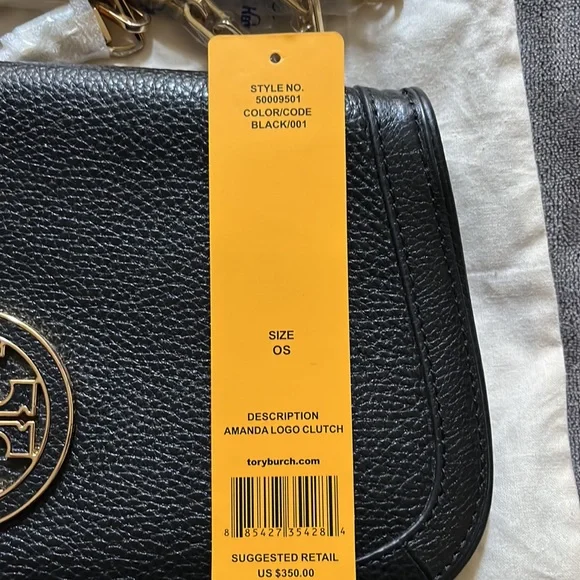 STYLE NO.
50009501
COLOR/CODE
BLACK/001
SIZE
OS
DESCRIPTION
AMANDA LOGO CLUTCH
toryburch.com
8 85427 35428 4
SUGGESTED RETAIL
US $350.00